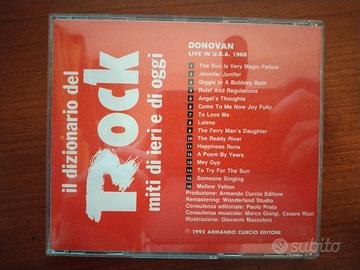 il dizionario del
Rock
miti di ieri e di oggi
DONOVAN
LIVE IN U.S.A. 1968
1 The Sun Is Very Magic Fellow
2 Jennifer Junifer
3 Giggle In A Bubbley Bath
4 Rules And Regulations
5 Angel's Thoughts
6 Come To Me Now Joy Fully
7 To Love Me
8 Lalena
9 The Ferry Man's Daughter
10 The Reddy River
11 Happiness Runs
12 A Poem By Years
13 Mey Gyp
14 To Try For The Sun
15 Someone Singing
16 Mellow Yellow
Produzione: Armando Curcio Editore
Remastering: Wonderland Studio
Consulenza editoriale: Paolo Prato
Consulenza musicale: Marco Giorgi, Cesare Rizzi
Illustrazione: Giovanni Mazzoleni
© 1992 ARMANDO CURCIO EDITORE
subito